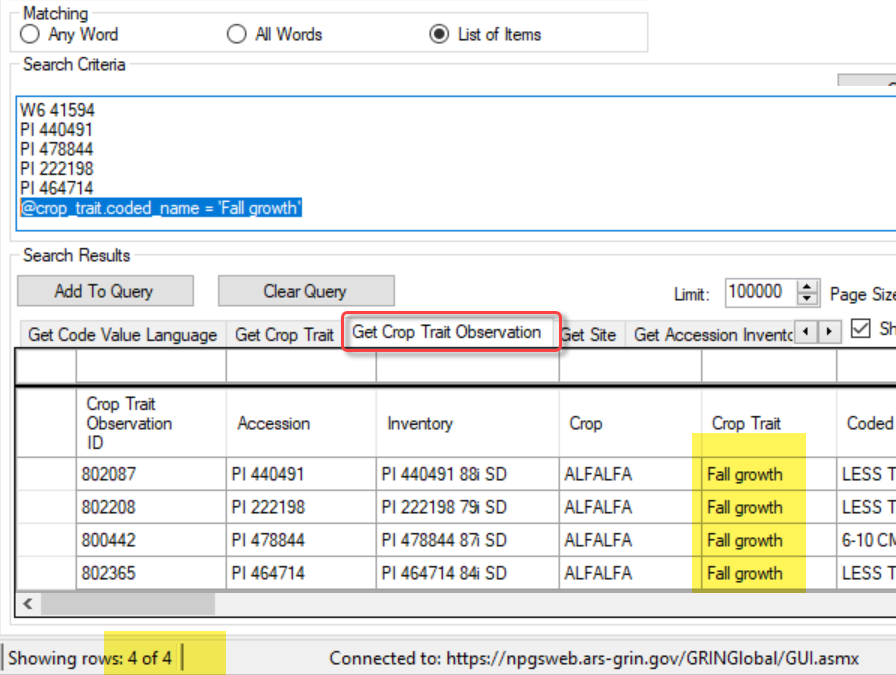 Matching
Any Word All Words List of Items
Search Criteria
W6 41594
PI 440491
PI 478844
PI 222198
PI 464714
@crop_trait.coded_name = 'Fall growth'
Search Results
Add To Query Clear Query Limit: 100000 Page Size
Get Code Value Language Get Crop Trait Get Crop Trait Observation Get Site Get Accession Invento Sh
Crop Trait
Observation
ID
Accession Inventory Crop Crop Trait Coded
802087 PI 440491 PI 440491 88i SD ALFALFA Fall growth LESS T
802208 PI 222198 PI 222198 79i SD ALFALFA Fall growth LESS T
800442 PI 478844 PI 478844 87i SD ALFALFA Fall growth 6-10 CM
802365 PI 464714 PI 464714 84i SD ALFALFA Fall growth LESS T
Showing rows: 4 of 4 Connected to: https://npgsweb.ars-grin.gov/GRINGlobal/GUI.asmx